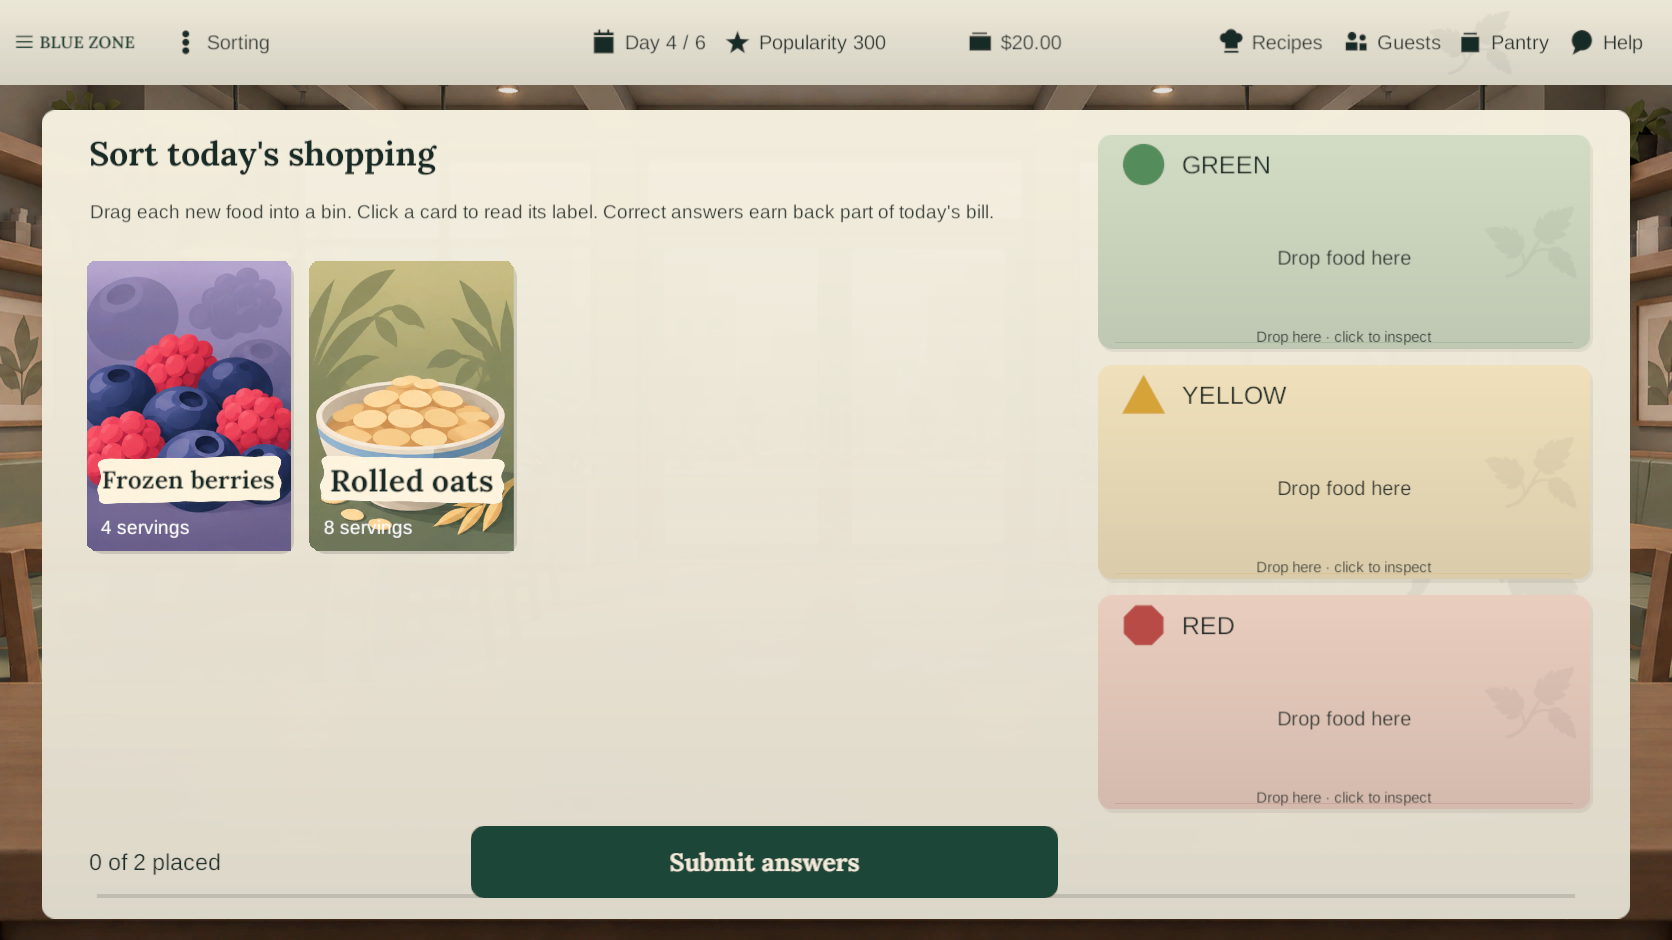 BLUE ZONE
Sorting
Day 4 / 6
Popularity 300
$20.00
Recipes
Guests
Pantry
Help
Sort today's shopping
Drag each new food into a bin. Click a card to read its label. Correct answers earn back part of today's bill.
Frozen berries
4 servings
Rolled oats
8 servings
GREEN
Drop food here
Drop here · click to inspect
YELLOW
Drop food here
Drop here · click to inspect
RED
Drop food here
Drop here · click to inspect
0 of 2 placed
Submit answers